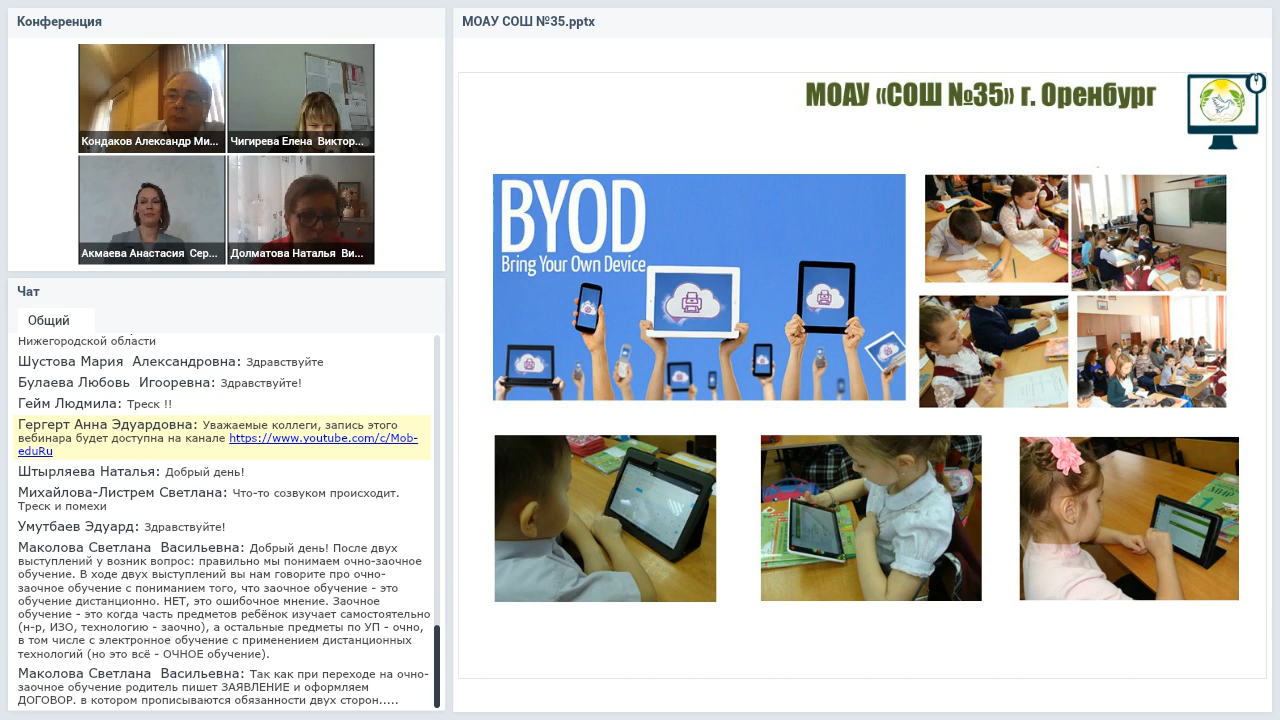 Конференция
Кондаков Александр Ми...
Чигирева Елена Виктор...
Акмаева Анастасия Сер...
Долматова Наталья Ви...
Чат
Общий
Нижегородской области
Шустова Мария Александровна: Здравствуйте
Булаева Любовь Игооревна: Здравствуйте!
Гейм Людмила: Треск !!
Гергерт Анна Эдуардовна: Уважаемые коллеги, запись этого
вебинара будет доступна на канале https://www.youtube.com/c/Mob-
eduRu
Штырляева Наталья: Добрый день!
Михайлова-Листрем Светлана: Что-то созвуком происходит.
Треск и помехи
Умутбаев Эдуард: Здравствуйте!
Маколова Светлана Васильевна: Добрый день! После двух
выступлений у возник вопрос: правильно мы понимаем очно-заочное
обучение. В ходе двух выступлений вы нам говорите про очно-
заочное обучение с пониманием того, что заочное обучение - это
обучение дистанционно. НЕТ, это ошибочное мнение. Заочное
обучение - это когда часть предметов ребёнок изучает самостоятельно
(н-р, ИЗО, технологию - заочно), а остальные предметы по УП - очно,
в том числе с электронное обучение с применением дистанционных
технологий (но это всё - ОЧНОЕ обучение).
Маколова Светлана Васильевна: Так как при переходе на очно-
заочное обучение родитель пишет ЗАЯВЛЕНИЕ и оформляем
ДОГОВОР. в котором прописываются обязанности двух сторон.....
МОАУ СОШ №35.pptx
МОАУ «СОШ №35» г. Оренбург
BYOD
Bring Your Own Device